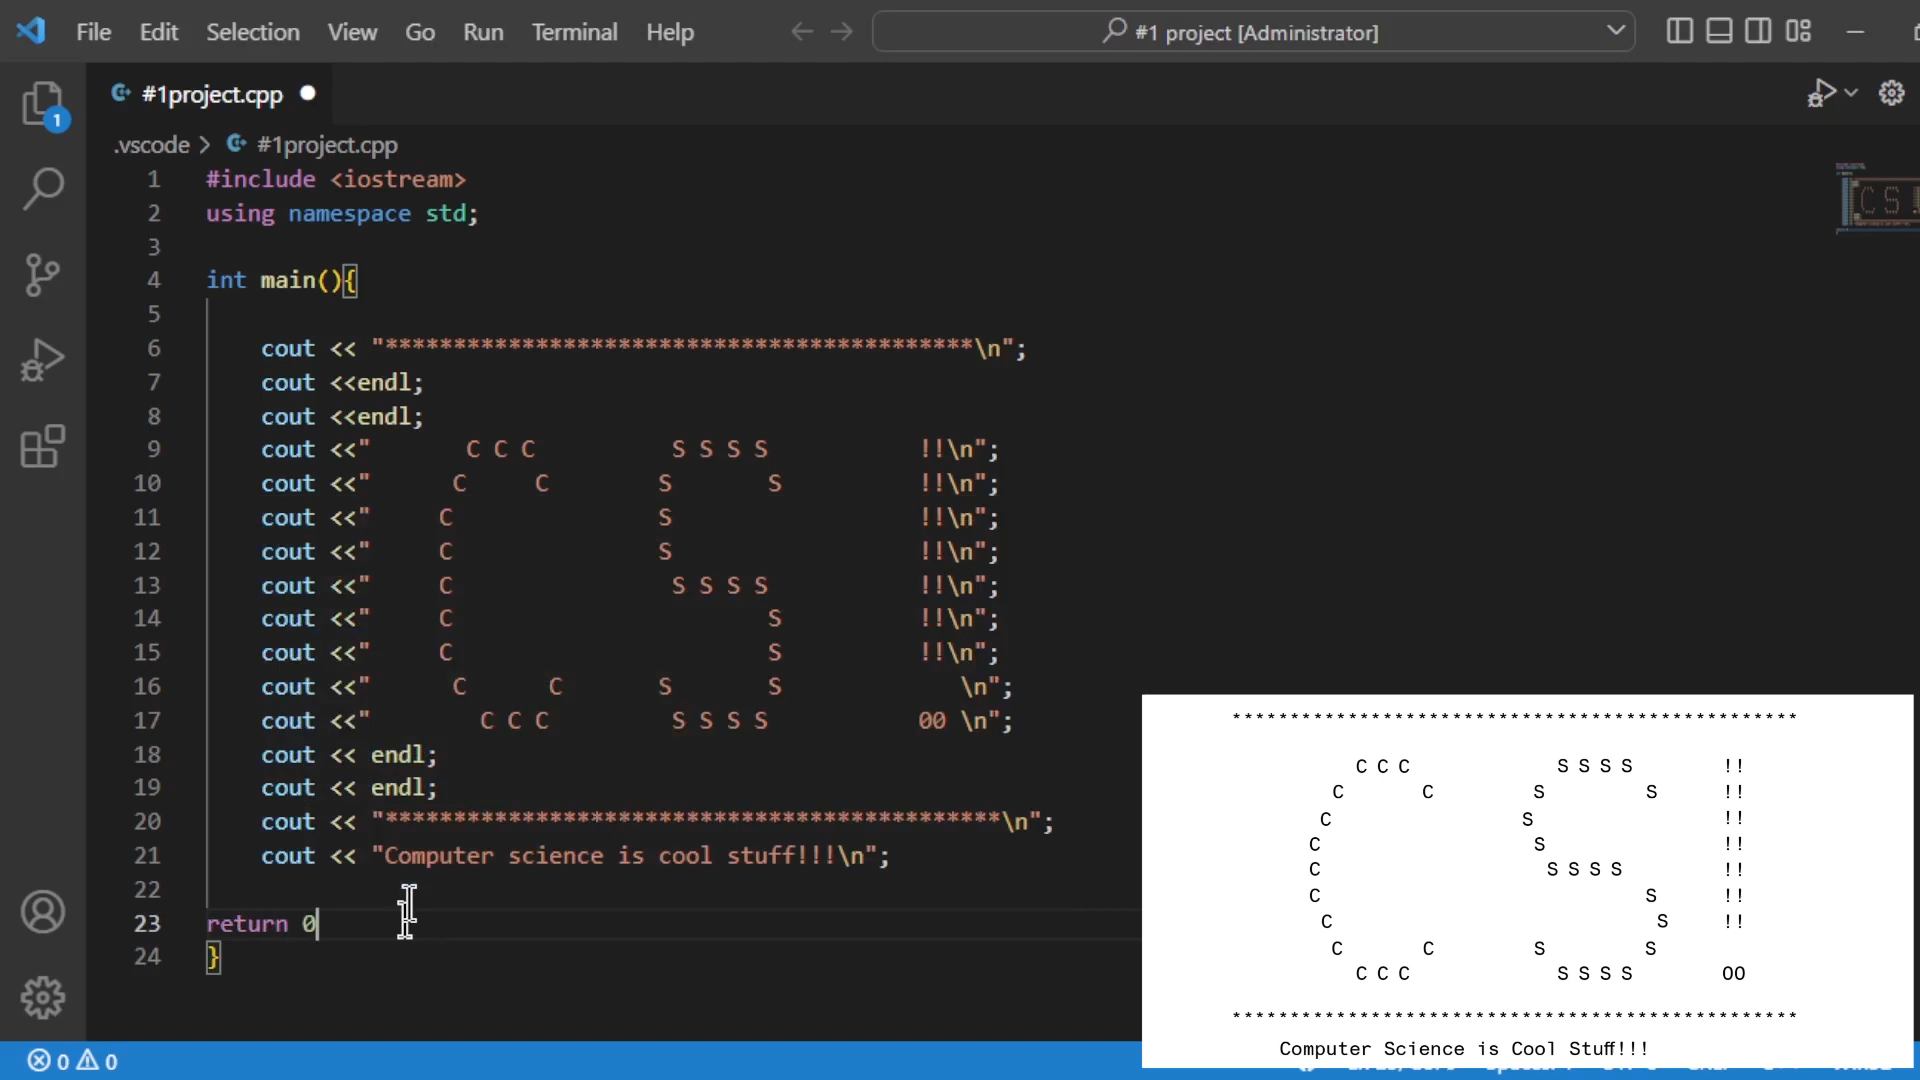 File Edit Selection View Go Run Terminal Help #1 project [Administrator]
#1project.cpp
1
.vscode > #1project.cpp
1 #include <iostream>
2 using namespace std;
3
4 int main(){
5
6     cout << "*******************************************\n";
7     cout <<endl;
8     cout <<endl;
9     cout <<"       C C C          S S S S           !!\n";
10     cout <<"      C     C        S       S          !!\n";
11     cout <<"     C               S                  !!\n";
12     cout <<"     C               S                  !!\n";
13     cout <<"     C                S S S S           !!\n";
14     cout <<"     C                       S          !!\n";
15     cout <<"     C                       S          !!\n";
16     cout <<"      C      C       S       S             \n";
17     cout <<"        C C C         S S S S           00 \n";
18     cout << endl;
19     cout << endl;
20     cout << "*********************************************\n";
21     cout << "Computer science is cool stuff!!!\n";
22
23 return 0
24 }
*************************************************
C C C S S S S !!
C C S S !!
C S !!
C S !!
C S S S S !!
C S !!
C S !!
C C S S
C C C S S S S OO
*************************************************
Computer Science is Cool Stuff!!!
0 0